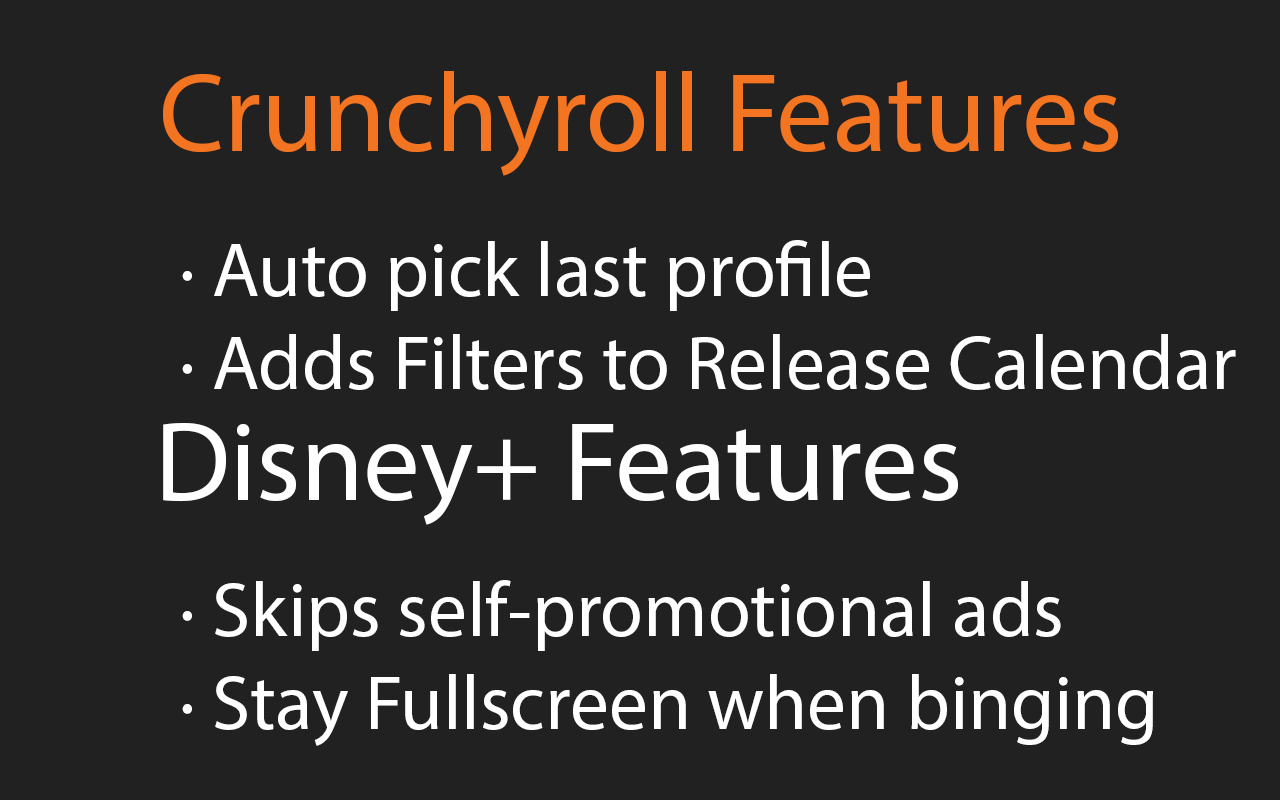 Crunchyroll Features
· Auto pick last profile
· Adds Filters to Release Calendar
Disney+ Features
· Skips self-promotional ads
· Stay Fullscreen when binging